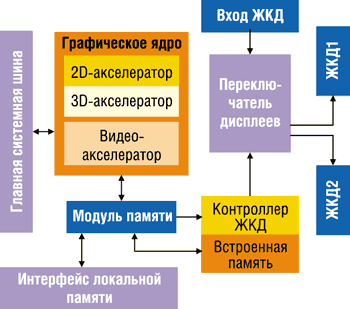 Главная системная шина
Графическое ядро
2D-акселератор
3D-акселератор
Видео-
акселератор
Модуль памяти
Интерфейс локальной
памяти
Вход ЖКД
Переклю-
чатель
дисплеев
ЖКД1
ЖКД2
Контроллер
ЖКД
Встроенная
память